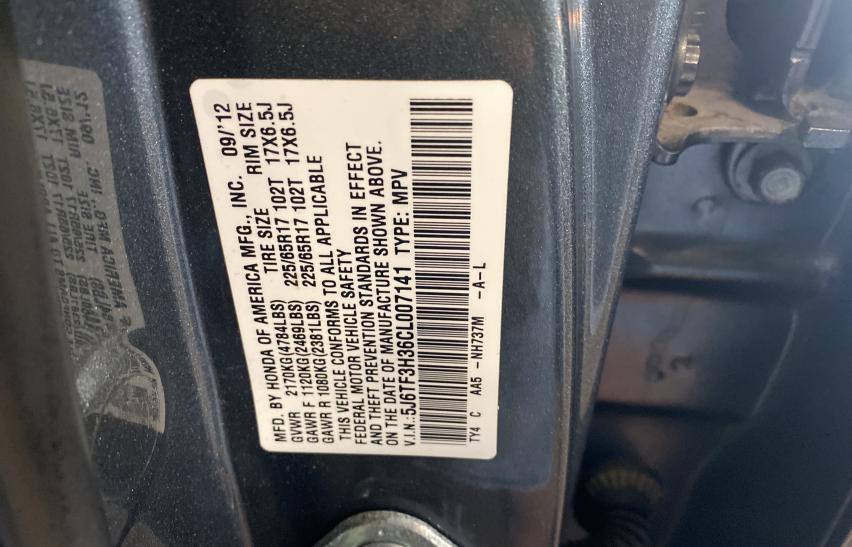 MFD. BY HONDA OF AMERICA MFG., INC. 09/'12
GVWR 2170KG(4784LBS) TIRE SIZE RIM SIZE
GAWR F 1120KG(2469LBS) 225/65R17 102T 17X6.5J
GAWR R 1080KG(2381LBS) 225/65R17 102T 17X6.5J
THIS VEHICLE CONFORMS TO ALL APPLICABLE
FEDERAL MOTOR VEHICLE SAFETY
AND THEFT PREVENTION STANDARDS IN EFFECT
ON THE DATE OF MANUFACTURE SHOWN ABOVE.
V.I.N.:5J6TF3H36CL007141 TYPE: MPV
TY4 C AA5 -NH737M -A-L